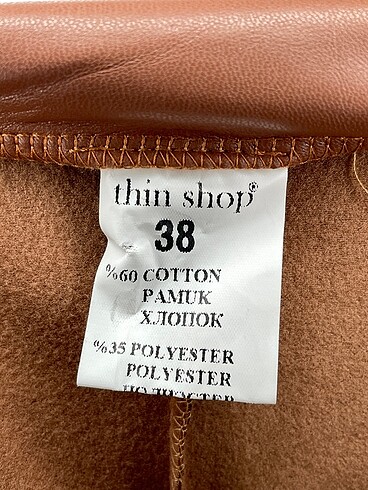 thin shop®
38
%60 COTTON
PAMUK
ХЛОПОК
%35 POLYESTER
POLYESTER